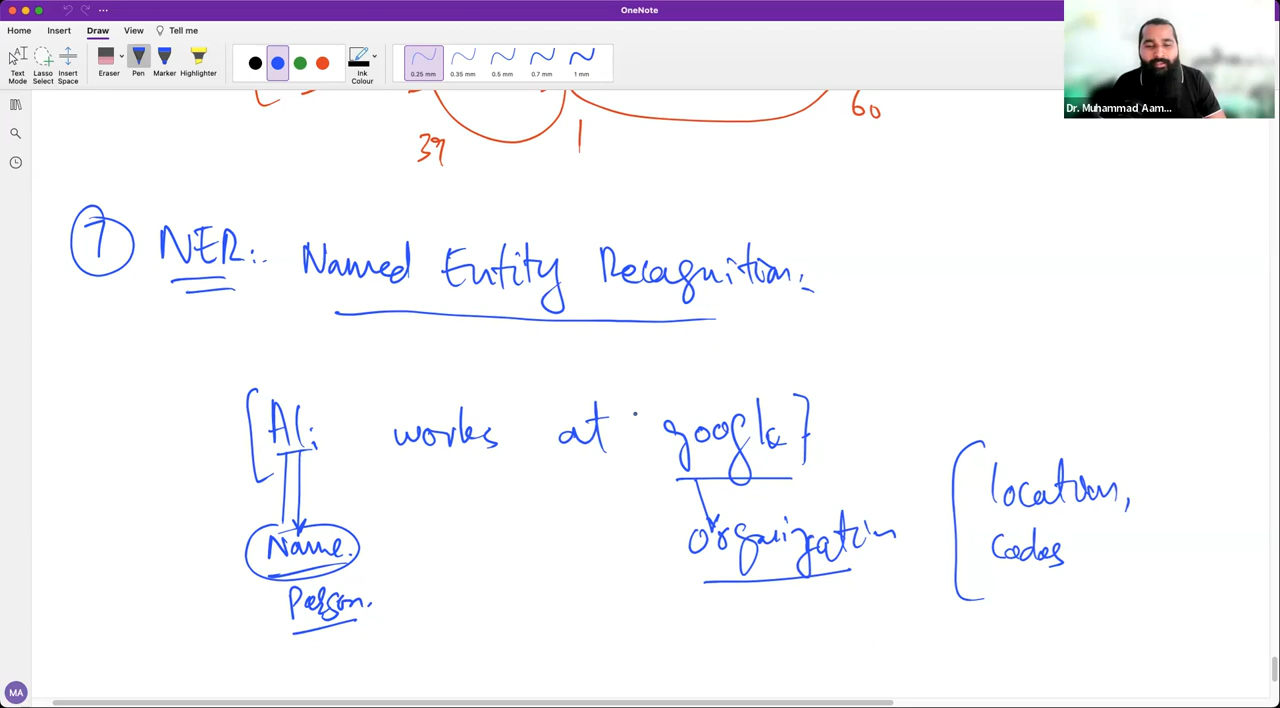 OneNote
Home Insert Draw View Tell me
Text Mode
Lasso Select
Insert Space
Eraser
Pen
Marker
Highlighter
Ink Colour
0.25 mm
0.35 mm
0.5 mm
0.7 mm
1 mm
Dr. Muhammad Aam...
39
1
60
7 NER:. Named Entity Recognition:
[Ali works at google]
Name.
Person.
organization
location,
codes
MA